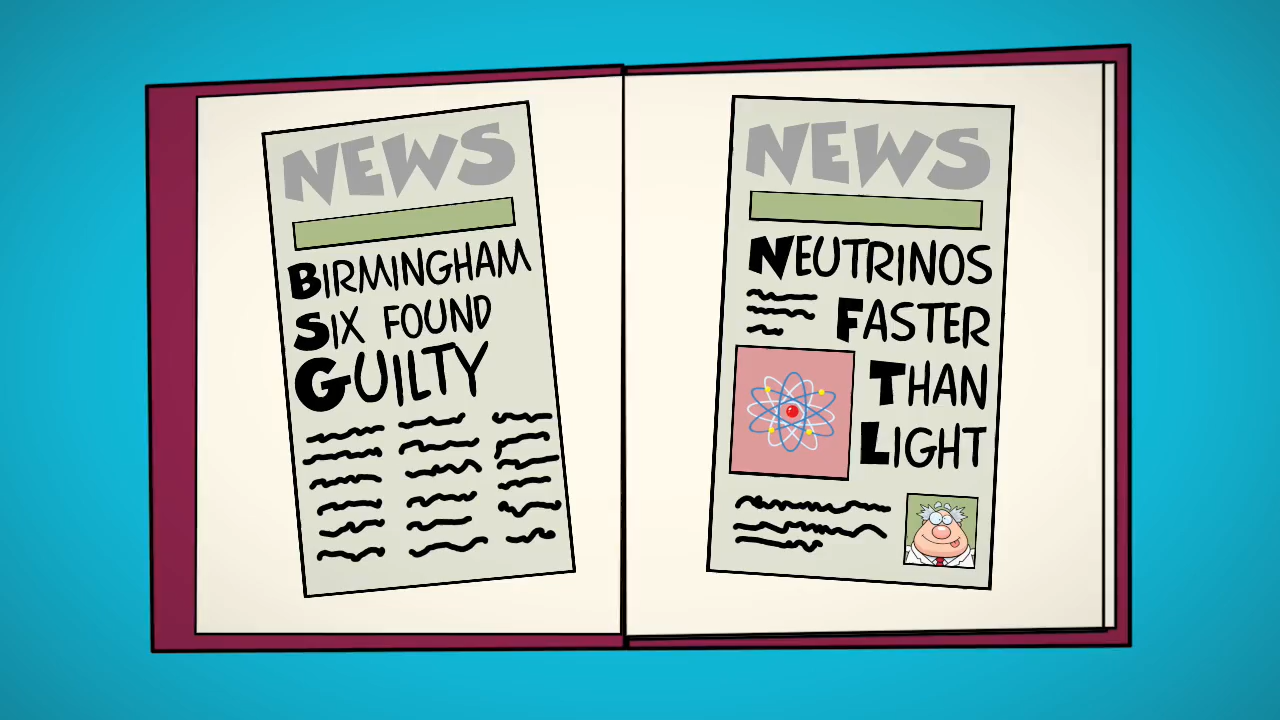 NEWS
BIRMINGHAM
SIX FOUND
GUILTY
NEWS
NEUTRINOS
FASTER
THAN
LIGHT